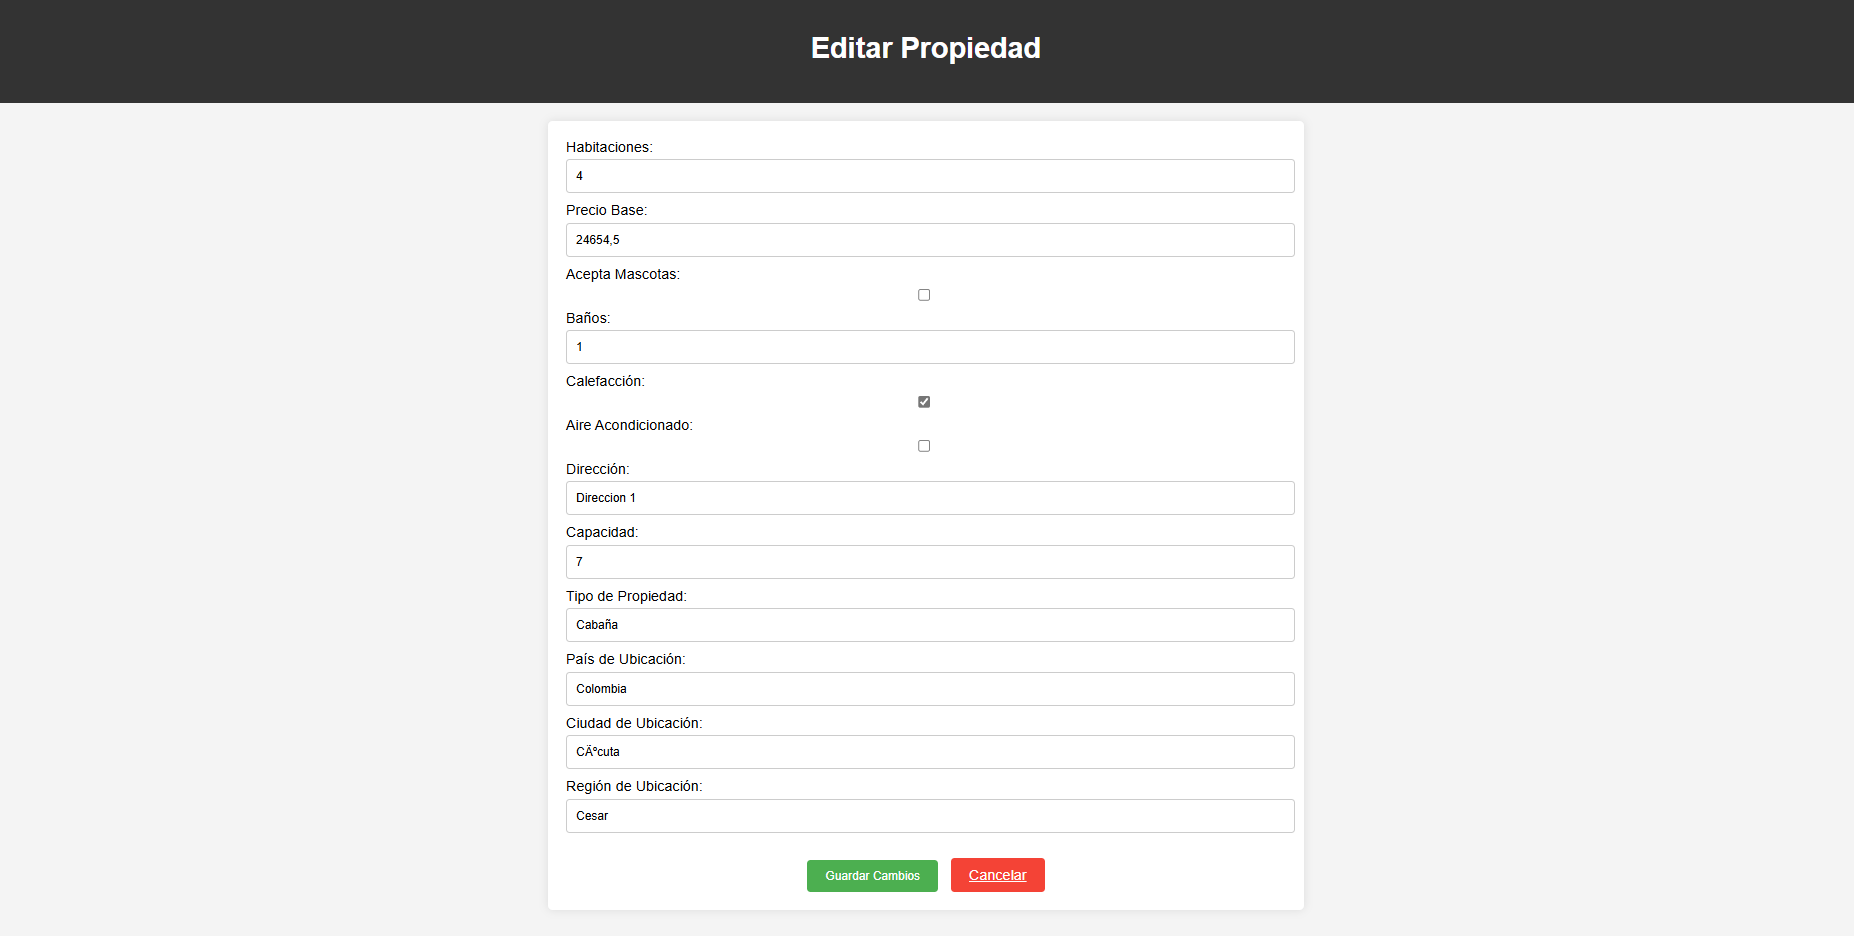 Editar Propiedad
Habitaciones:
4
Precio Base:
24654,5
Acepta Mascotas:
Baños:
1
Calefacción:
Aire Acondicionado:
Dirección:
Direccion 1
Capacidad:
7
Tipo de Propiedad:
Cabaña
País de Ubicación:
Colombia
Ciudad de Ubicación:
CÃºcuta
Región de Ubicación:
Cesar
Guardar Cambios Cancelar